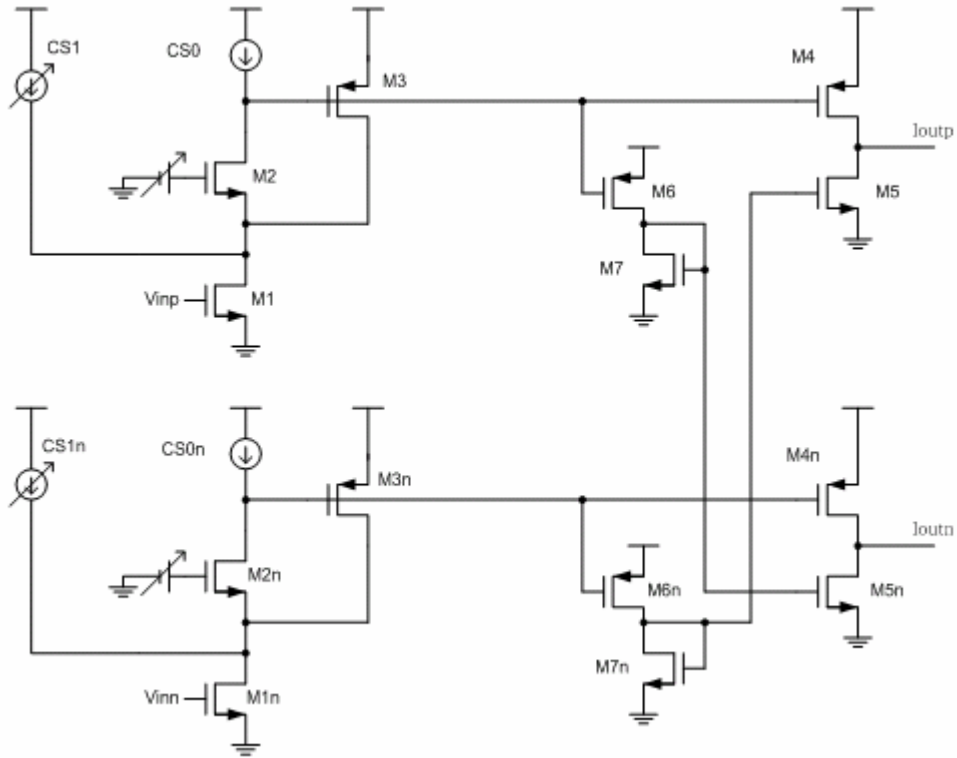 CS1
CS0
M3
M4
Ioutp
M2
M6
M5
M7
Vinp
M1
CS1n
CS0n
M3n
M4n
Ioutn
M2n
M6n
M5n
M7n
Vinn
M1n